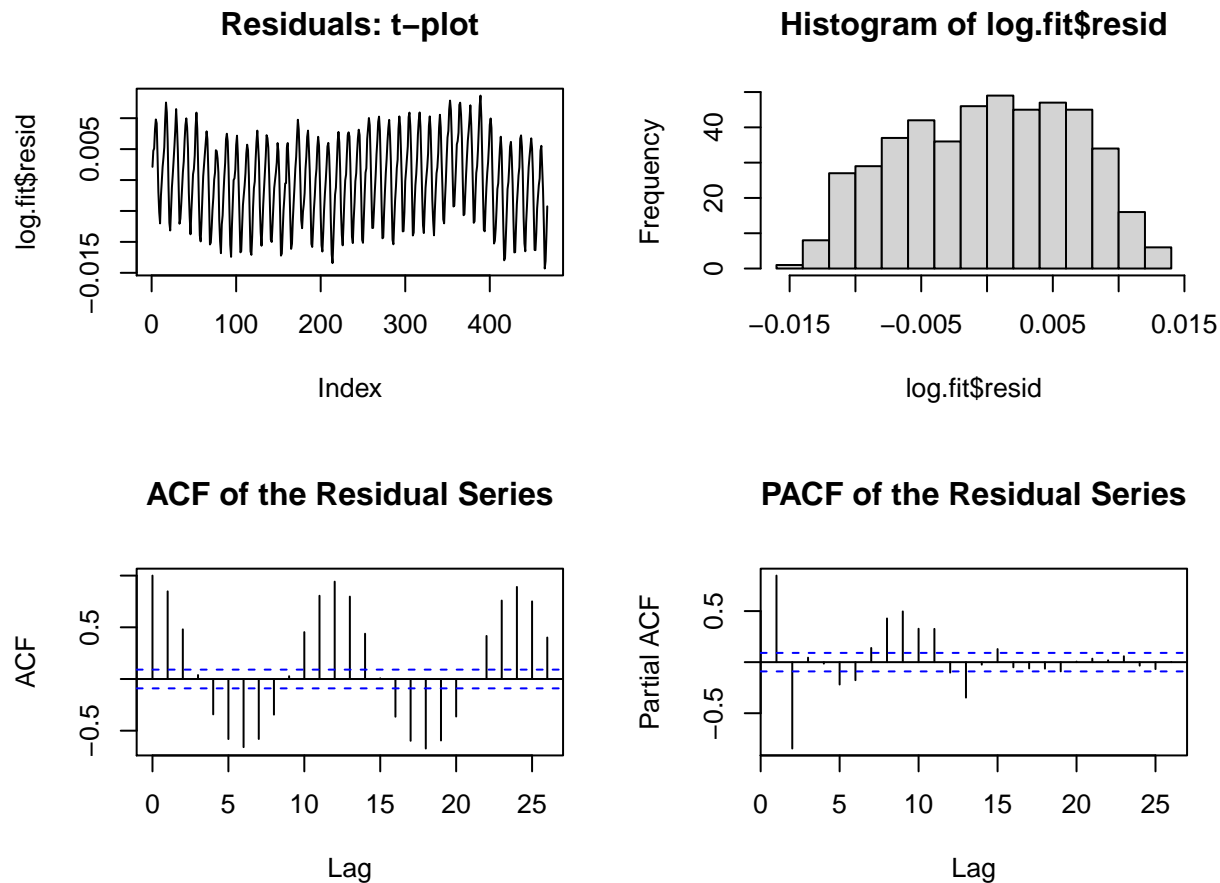 Residuals: t−plot
log.fit$resid
0.005
−0.015
0 100 200 300 400
Index
Histogram of log.fit$resid
Frequency
40
20
0
−0.015 −0.005 0.005 0.015
log.fit$resid
ACF of the Residual Series
ACF
0.5
−0.5
0 5 10 15 20 25
Lag
PACF of the Residual Series
Partial ACF
0.5
−0.5
0 5 10 15 20 25
Lag